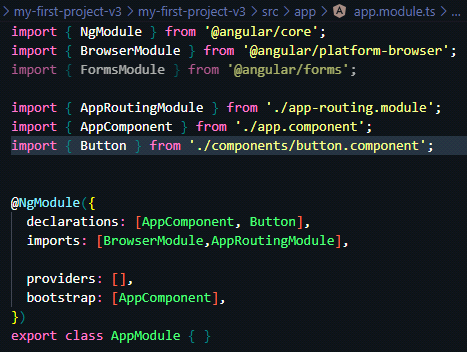 my-first-project-v3 > my-first-project-v3 > src > app > app.module.ts > ...
import { NgModule } from '@angular/core';
import { BrowserModule } from '@angular/platform-browser';
import { FormsModule } from '@angular/forms';
import { AppRoutingModule } from './app-routing.module';
import { AppComponent } from './app.component';
import { Button } from './components/button.component';
@NgModule({
  declarations: [AppComponent, Button],
  imports: [BrowserModule,AppRoutingModule],
  providers: [],
  bootstrap: [AppComponent],
})
export class AppModule { }